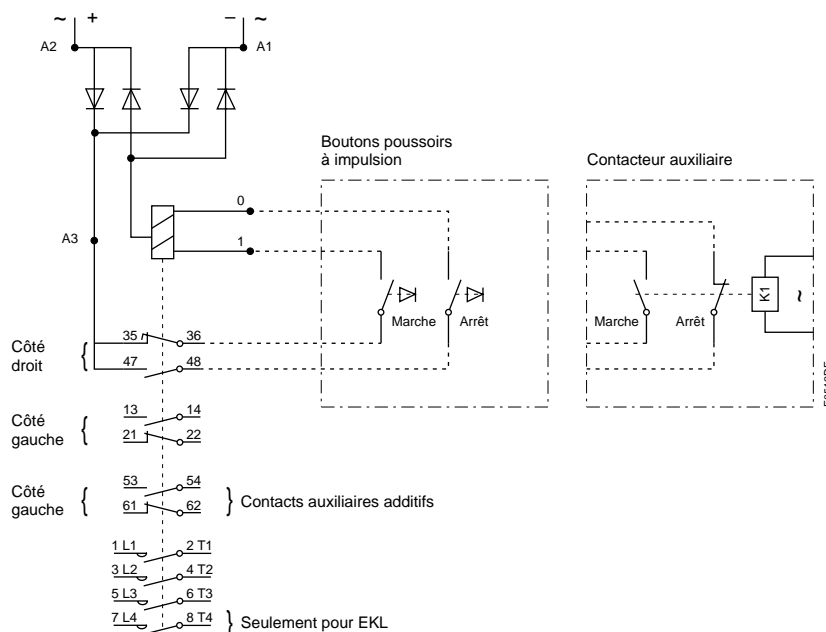 ~ + − ~
A2 A1
Boutons poussoirs
à impulsion
Contacteur auxiliaire
0
1
A3
K1
~
Marche Arrêt
Marche Arrêt
Côté
droit
{
35 36
47 48
Côté
gauche
{
13 14
21 22
Côté
gauche
{
53 54
61 62
} Contacts auxiliaires additifs
1 L1 2 T1
3 L2 4 T2
5 L3 6 T3
7 L4 8 T4
} Seulement pour EKL